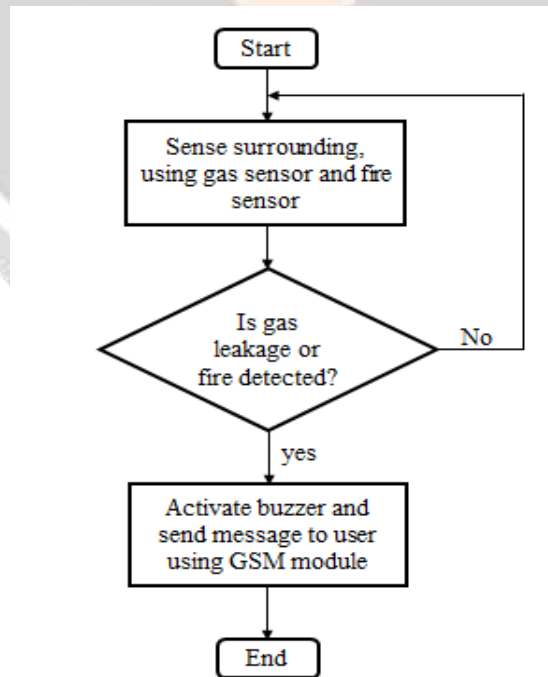 Start
Sense surrounding,
using gas sensor and fire
sensor
Is gas
leakage or
fire detected?
No
yes
Activate buzzer and
send message to user
using GSM module
End